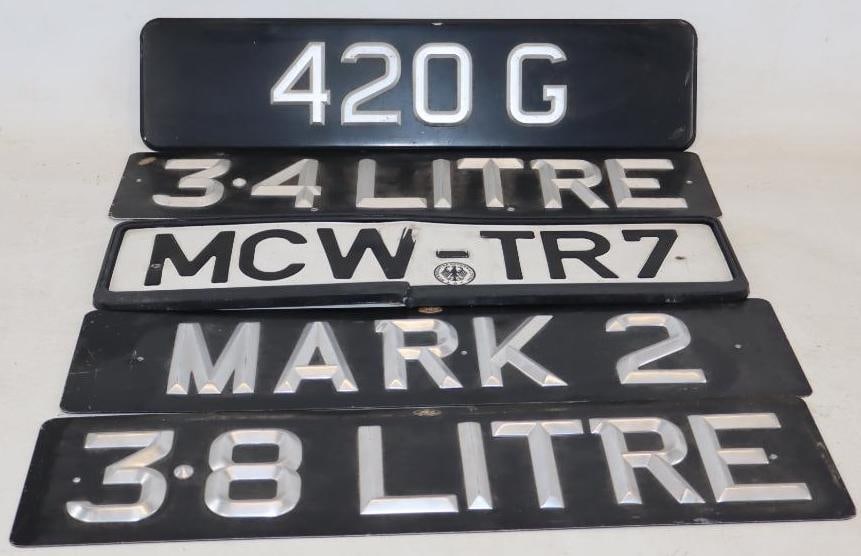 420 G
3·4 LITRE
MCW-TR7
MARK 2
3·8 LITRE